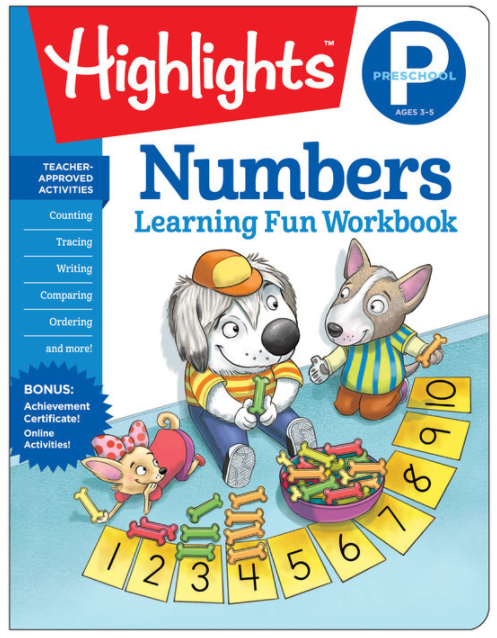 Highlights™
P
PRESCHOOL
AGES 3–5
TEACHER-
APPROVED
ACTIVITIES
Counting
Tracing
Writing
Comparing
Ordering
and more!
BONUS:
Achievement
Certificate!
Online
Activities!
Numbers
Learning Fun Workbook
1
2
3
4
5
6
7
8
9
10